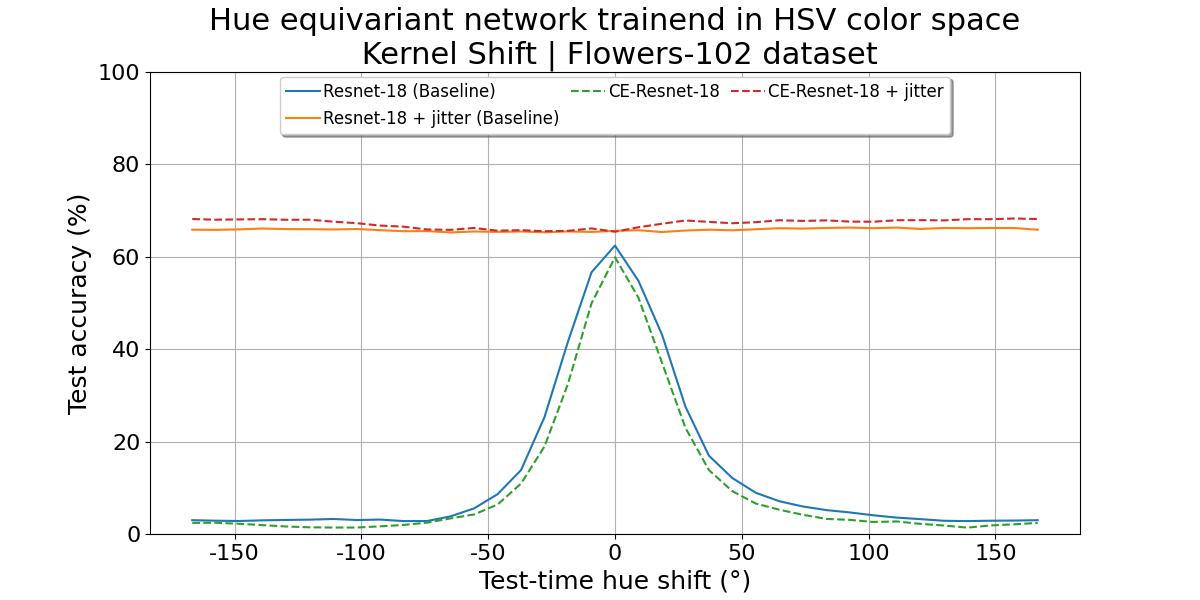 Hue equivariant network trainend in HSV color space
Kernel Shift | Flowers-102 dataset
Resnet-18 (Baseline)
CE-Resnet-18
CE-Resnet-18 + jitter
Resnet-18 + jitter (Baseline)
Test accuracy (%)
100
80
60
40
20
0
-150
-100
-50
0
50
100
150
Test-time hue shift (°)